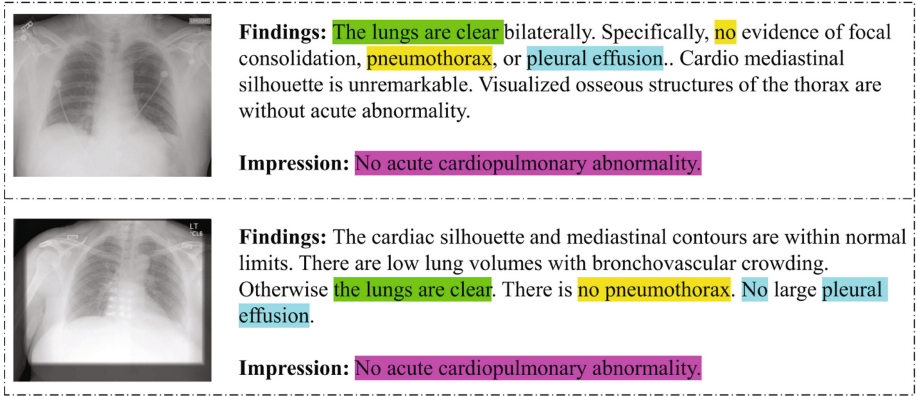 Findings: The lungs are clear bilaterally. Specifically, no evidence of focal
consolidation, pneumothorax, or pleural effusion.. Cardio mediastinal
silhouette is unremarkable. Visualized osseous structures of the thorax are
without acute abnormality.
Impression: No acute cardiopulmonary abnormality.
LT
Findings: The cardiac silhouette and mediastinal contours are within normal
limits. There are low lung volumes with bronchovascular crowding.
Otherwise the lungs are clear. There is no pneumothorax. No large pleural
effusion.
Impression: No acute cardiopulmonary abnormality.